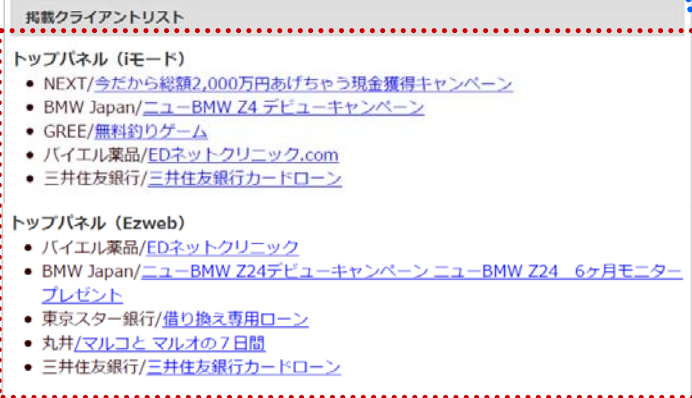 掲載クライアントリスト
トップパネル（iモード）
NEXT/今だから総額2,000万円あげちゃう現金獲得キャンペーン
BMW Japan/ニューBMW Z4 デビューキャンペーン
GREE/無料釣りゲーム
バイエル薬品/EDネットクリニック.com
三井住友銀行/三井住友銀行カードローン
トップパネル（Ezweb）
バイエル薬品/EDネットクリニック
BMW Japan/ニューBMW Z24デビューキャンペーン ニューBMW Z24　6ヶ月モニター
プレゼント
東京スター銀行/借り換え専用ローン
丸井/マルコと マルオの７日間
三井住友銀行/三井住友銀行カードローン